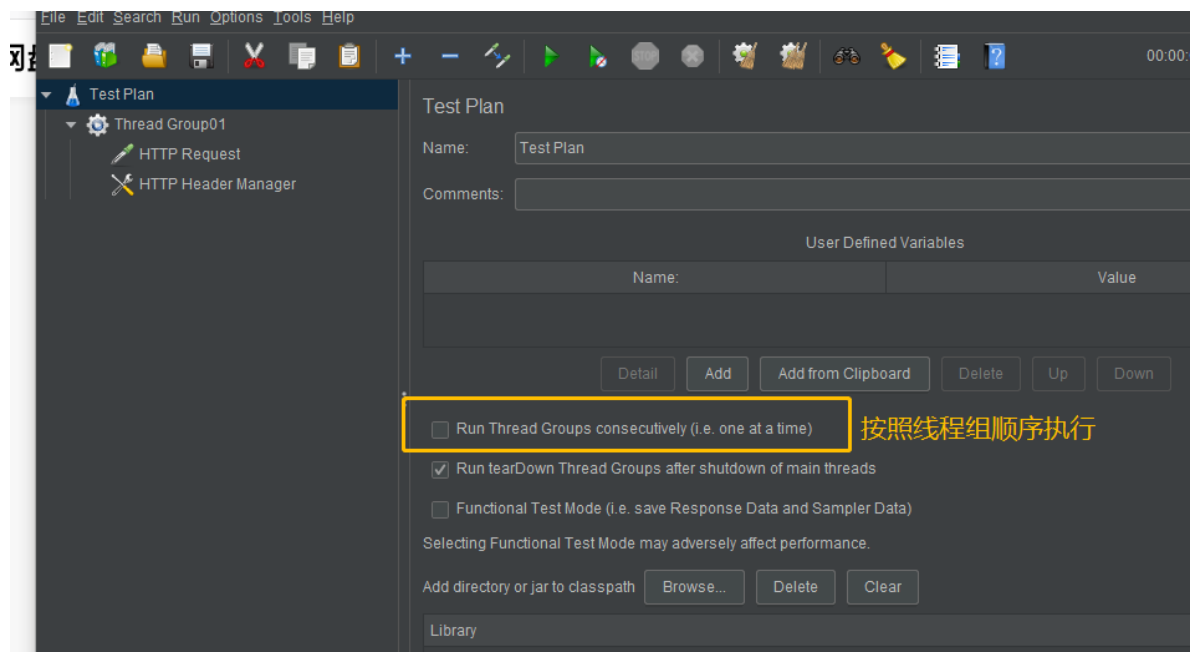 File Edit Search Run Options Tools Help
网盘
STOP
00:00:
Test Plan
Thread Group01
HTTP Request
HTTP Header Manager
Test Plan
Name: Test Plan
Comments:
User Defined Variables
Name: Value
Detail Add Add from Clipboard Delete Up Down
Run Thread Groups consecutively (i.e. one at a time) 按照线程组顺序执行
Run tearDown Thread Groups after shutdown of main threads
Functional Test Mode (i.e. save Response Data and Sampler Data)
Selecting Functional Test Mode may adversely affect performance.
Add directory or jar to classpath Browse... Delete Clear
Library